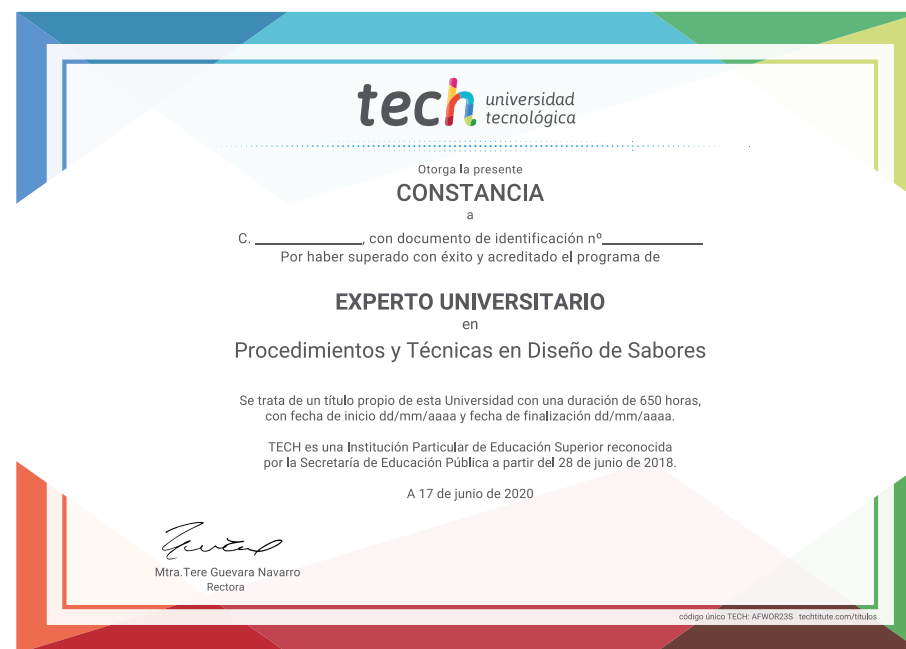 tech universidad
tecnológica
Otorga la presente
CONSTANCIA
a
C. ______________, con documento de identificación nº_____________
Por haber superado con éxito y acreditado el programa de
EXPERTO UNIVERSITARIO
en
Procedimientos y Técnicas en Diseño de Sabores
Se trata de un título propio de esta Universidad con una duración de 650 horas,
con fecha de inicio dd/mm/aaaa y fecha de finalización dd/mm/aaaa.
TECH es una Institución Particular de Educación Superior reconocida
por la Secretaría de Educación Pública a partir del 28 de junio de 2018.
A 17 de junio de 2020
Mtra.Tere Guevara Navarro
Rectora
código único TECH: AFWOR23S techtitute.com/titulos